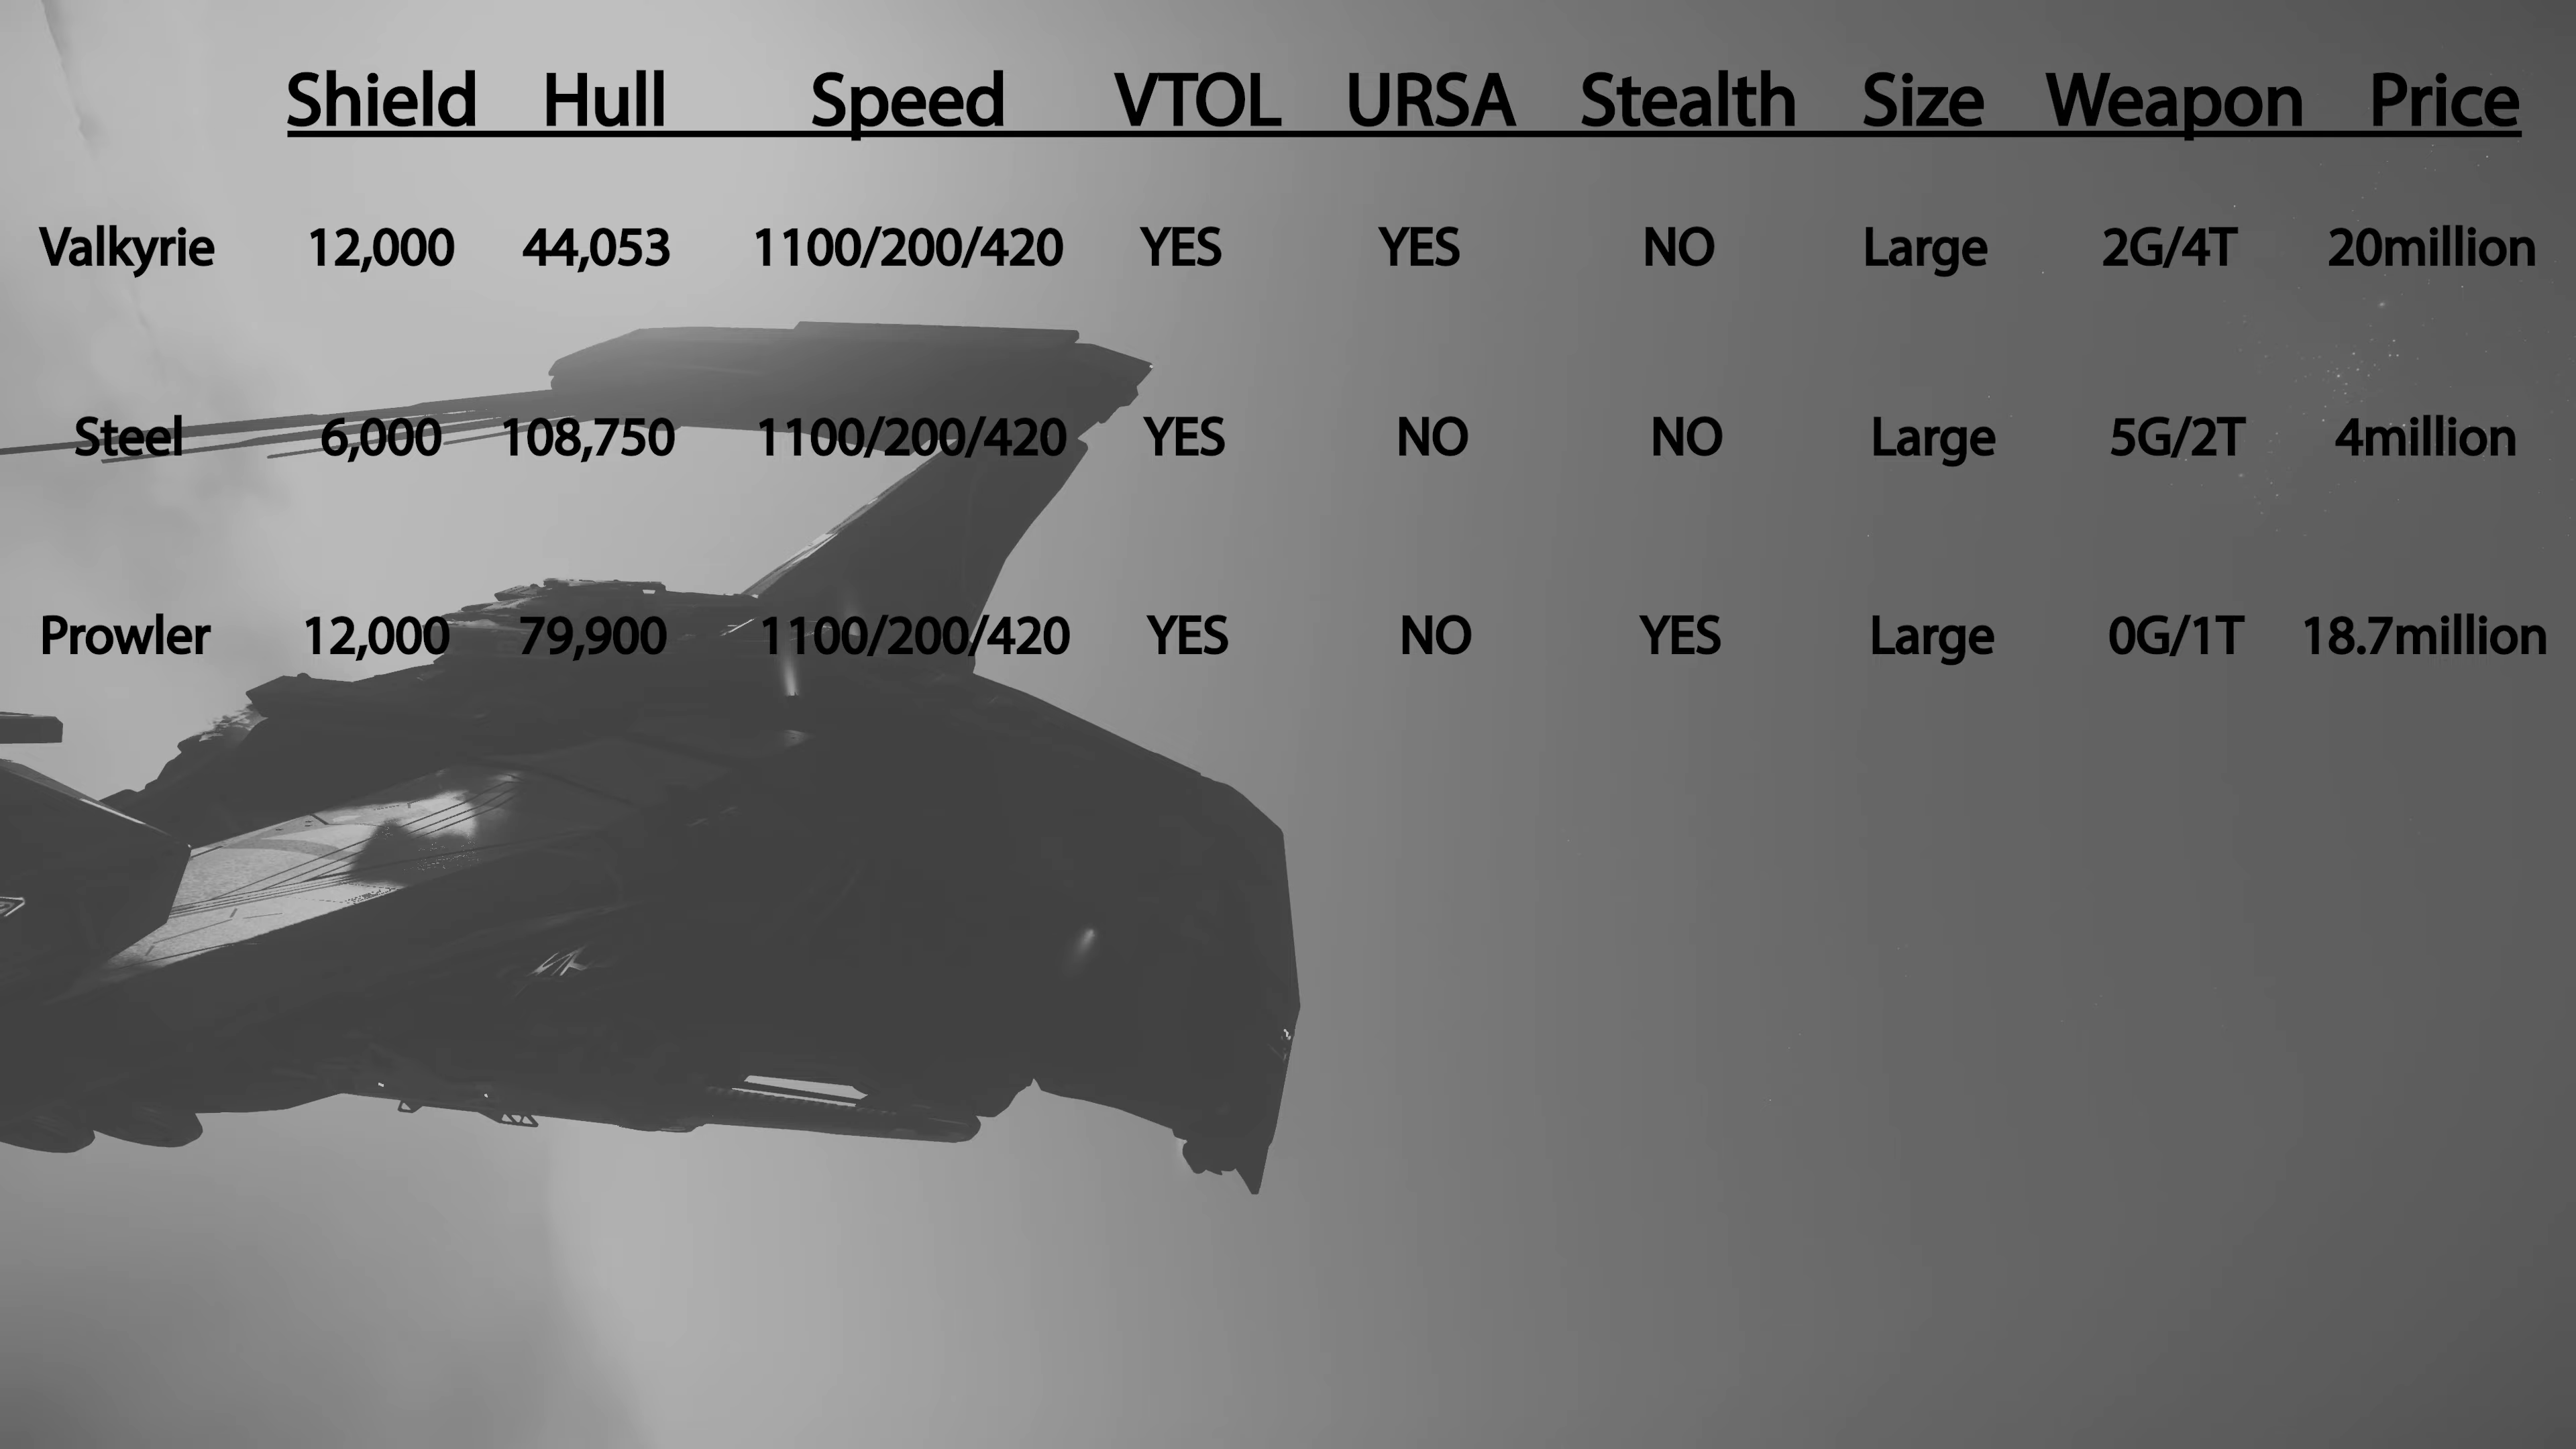 Shield Hull Speed VTOL URSA Stealth Size Weapon Price
Valkyrie 12,000 44,053 1100/200/420 YES YES NO Large 2G/4T 20million
Steel 6,000 108,750 1100/200/420 YES NO NO Large 5G/2T 4million
Prowler 12,000 79,900 1100/200/420 YES NO YES Large 0G/1T 18.7million